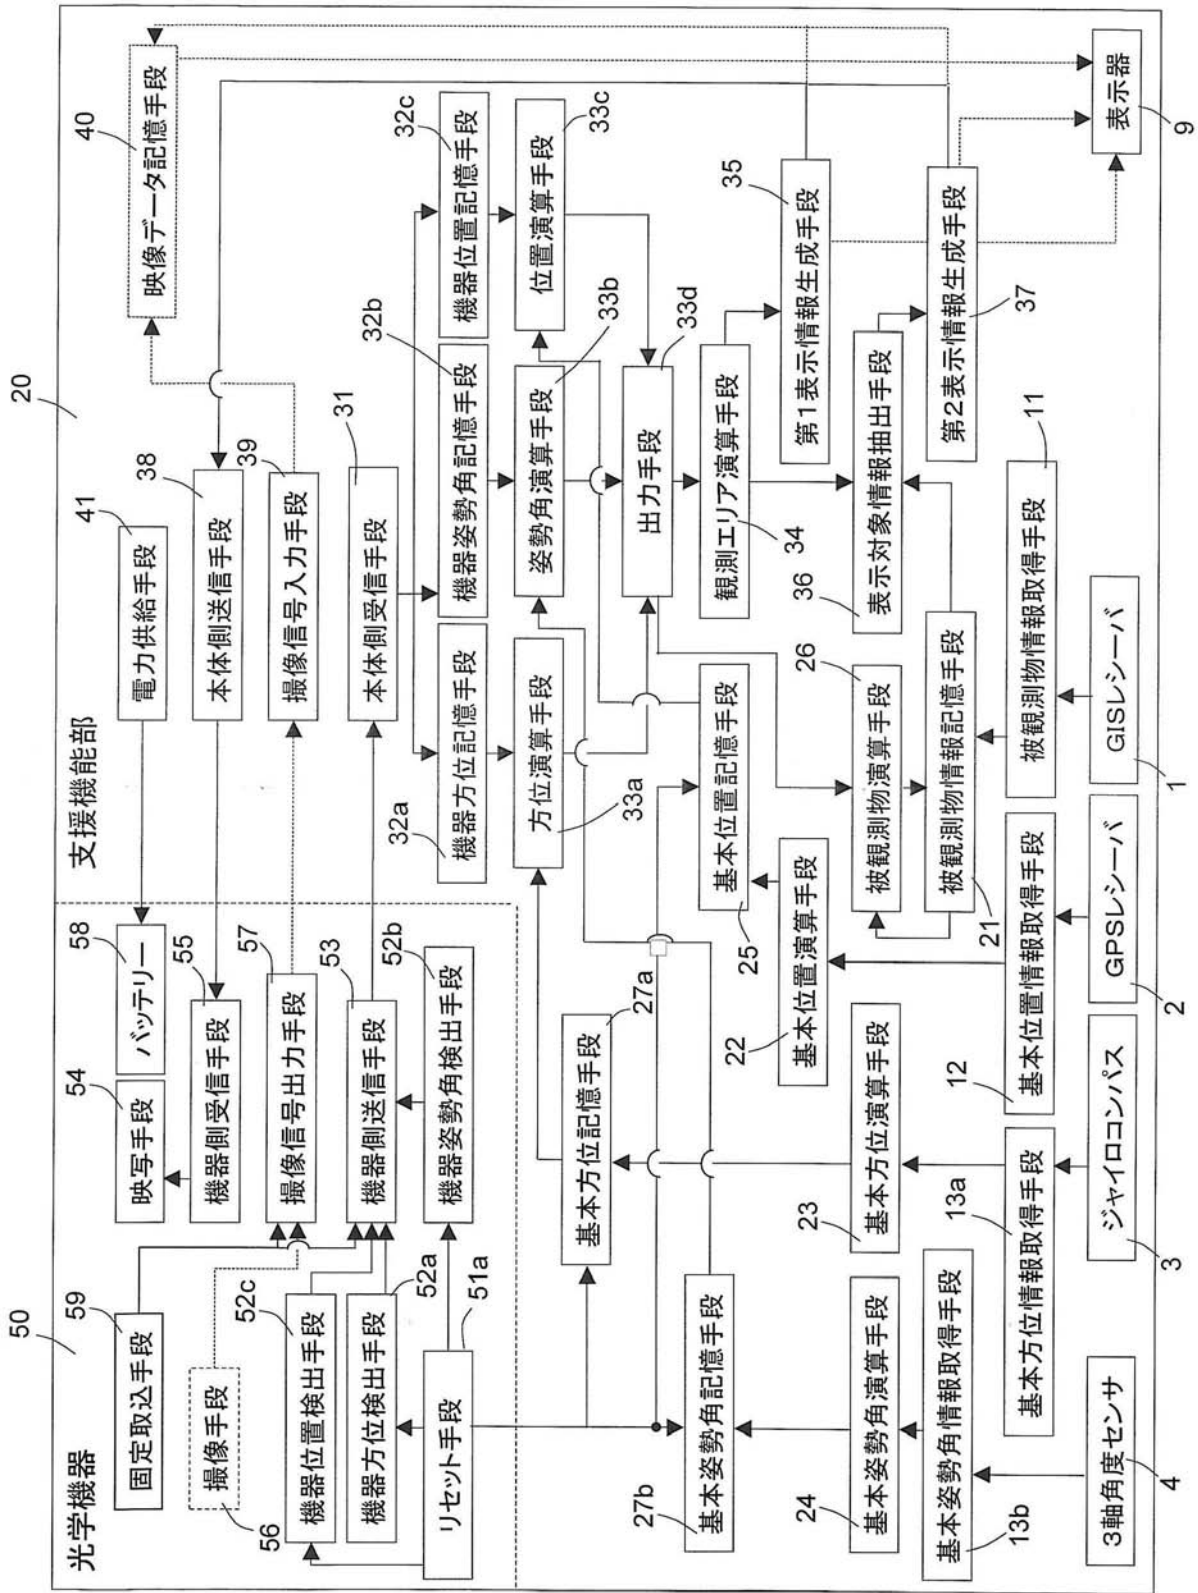 光学機器
50
固定取込手段
59
撮像手段
56
機器位置検出手段
52c
機器方位検出手段
52a
リセット手段
51a
映写手段
54
バッテリー
58
機器側受信手段
55
撮像信号出力手段
57
機器側送信手段
53
機器姿勢角検出手段
52b
支援機能部
20
電力供給手段
41
本体側送信手段
38
撮像信号入力手段
39
本体側受信手段
31
映像データ記憶手段
40
機器方位記憶手段
32a
機器姿勢角記憶手段
32b
機器位置記憶手段
32c
方位演算手段
33a
姿勢角演算手段
33b
位置演算手段
33c
出力手段
33d
観測エリア演算手段
34
第1表示情報生成手段
35
表示対象情報抽出手段
36
第2表示情報生成手段
37
表示器
9
基本方位記憶手段
27a
基本姿勢角記憶手段
27b
基本位置記憶手段
25
基本位置演算手段
22
基本方位演算手段
23
基本姿勢角演算手段
24
被観測物演算手段
26
被観測物情報記憶手段
21
基本姿勢角情報取得手段
13b
基本方位情報取得手段
13a
基本位置情報取得手段
12
被観測物情報取得手段
11
3軸角度センサ
4
ジャイロコンパス
3
GPSレシーバ
2
GISレシーバ
1